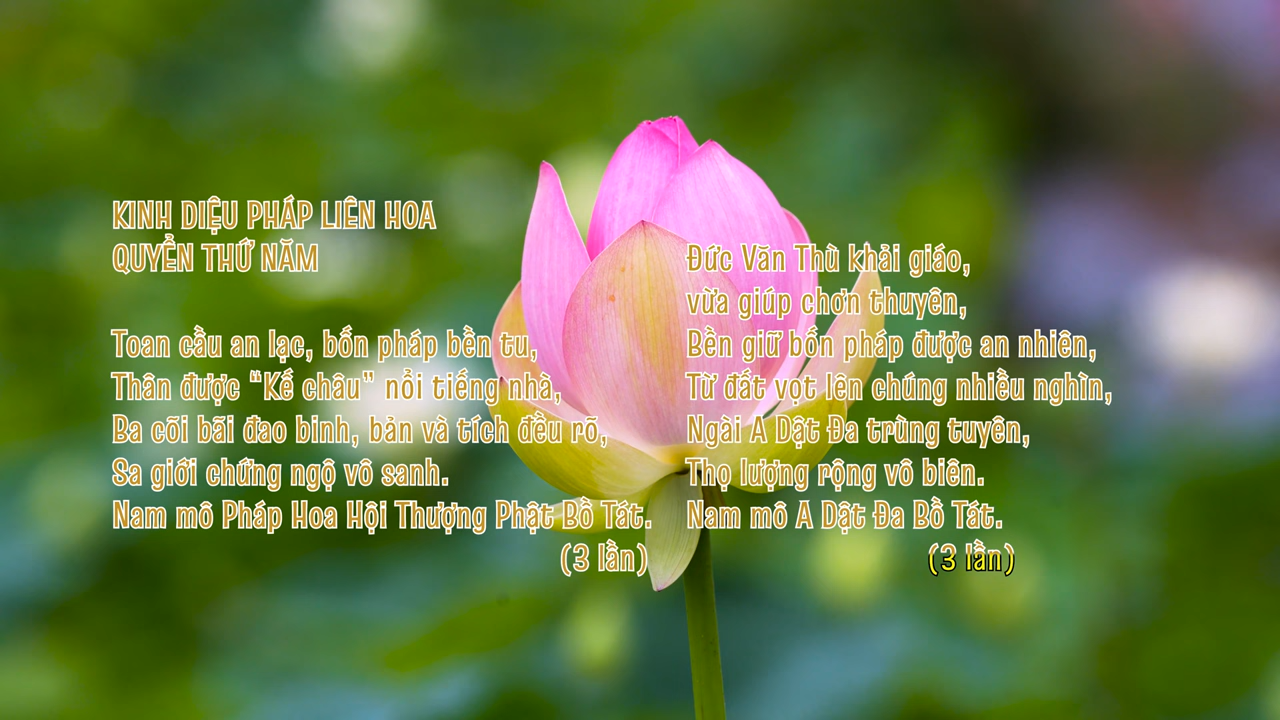 KINH DIỆU PHÁP LIÊN HOA
QUYỂN THỨ NĂM
Toan cầu an lạc, bốn pháp bền tu,
Thân được “Kế châu” nổi tiếng nhà,
Ba cõi bãi đao binh, bản và tích đều rõ,
Sa giới chứng ngộ vô sanh.
Nam mô Pháp Hoa Hội Thượng Phật Bồ Tát.
(3 lần)
Đức Văn Thù khải giáo,
vừa giúp chơn thuyên,
Bền giữ bốn pháp được an nhiên,
Từ đất vọt lên chúng nhiều nghìn,
Ngài A Dật Đa trùng tuyên,
Thọ lượng rộng vô biên.
Nam mô A Dật Đa Bồ Tát.
(3 lần)